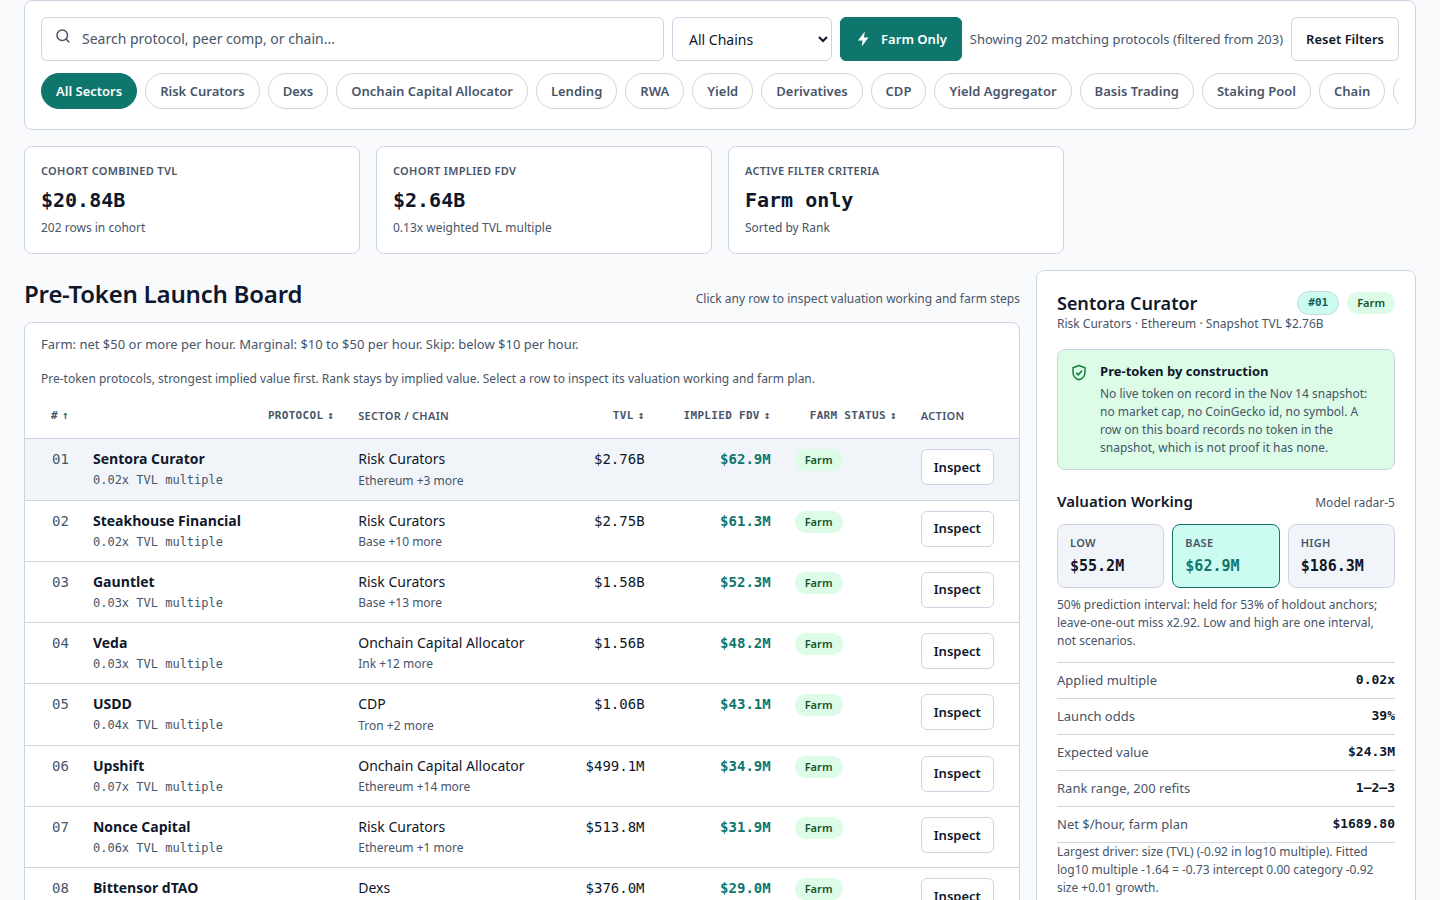 Search protocol, peer comp, or chain...
All Chains
Farm Only
Showing 202 matching protocols (filtered from 203)
Reset Filters
All Sectors
Risk Curators
Dexs
Onchain Capital Allocator
Lending
RWA
Yield
Derivatives
CDP
Yield Aggregator
Basis Trading
Staking Pool
Chain
COHORT COMBINED TVL
$20.84B
202 rows in cohort
COHORT IMPLIED FDV
$2.64B
0.13x weighted TVL multiple
ACTIVE FILTER CRITERIA
Farm only
Sorted by Rank
Pre-Token Launch Board
Click any row to inspect valuation working and farm steps
Farm: net $50 or more per hour. Marginal: $10 to $50 per hour. Skip: below $10 per hour.
Pre-token protocols, strongest implied value first. Rank stays by implied value. Select a row to inspect its valuation working and farm plan.
# ↑ PROTOCOL ↕ SECTOR / CHAIN TVL ↕ IMPLIED FDV ↕ FARM STATUS ↕ ACTION
01 Sentora Curator Risk Curators $2.76B $62.9M Farm Inspect
0.02x TVL multiple Ethereum +3 more
02 Steakhouse Financial Risk Curators $2.75B $61.3M Farm Inspect
0.02x TVL multiple Base +10 more
03 Gauntlet Risk Curators $1.58B $52.3M Farm Inspect
0.03x TVL multiple Base +13 more
04 Veda Onchain Capital Allocator $1.56B $48.2M Farm Inspect
0.03x TVL multiple Ink +12 more
05 USDD CDP $1.06B $43.1M Farm Inspect
0.04x TVL multiple Tron +2 more
06 Upshift Onchain Capital Allocator $499.1M $34.9M Farm Inspect
0.07x TVL multiple Ethereum +14 more
07 Nonce Capital Risk Curators $513.8M $31.9M Farm Inspect
0.06x TVL multiple Ethereum +1 more
08 Bittensor dTAO Dexs $376.0M $29.0M Farm Inspect
Sentora Curator #01 Farm
Risk Curators · Ethereum · Snapshot TVL $2.76B
Pre-token by construction
No live token on record in the Nov 14 snapshot:
no market cap, no CoinGecko id, no symbol. A
row on this board records no token in the
snapshot, which is not proof it has none.
Valuation Working Model radar-5
LOW
$55.2M
BASE
$62.9M
HIGH
$186.3M
50% prediction interval: held for 53% of holdout anchors;
leave-one-out miss x2.92. Low and high are one interval,
not scenarios.
Applied multiple 0.02x
Launch odds 39%
Expected value $24.3M
Rank range, 200 refits 1–2–3
Net $/hour, farm plan $1689.80
Largest driver: size (TVL) (-0.92 in log10 multiple). Fitted
log10 multiple -1.64 = -0.73 intercept 0.00 category -0.92
size +0.01 growth.